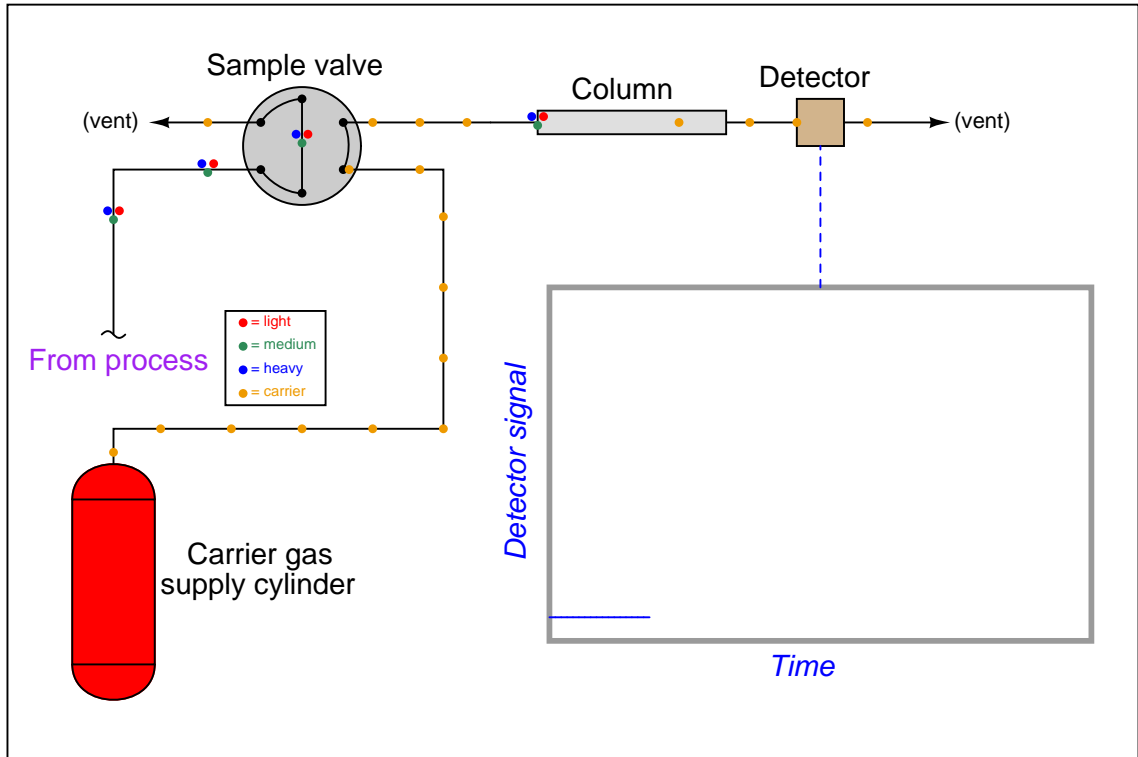 Sample valve
Column
Detector
(vent)
(vent)
= light
= medium
= heavy
= carrier
From process
Detector signal
Carrier gas
supply cylinder
Time